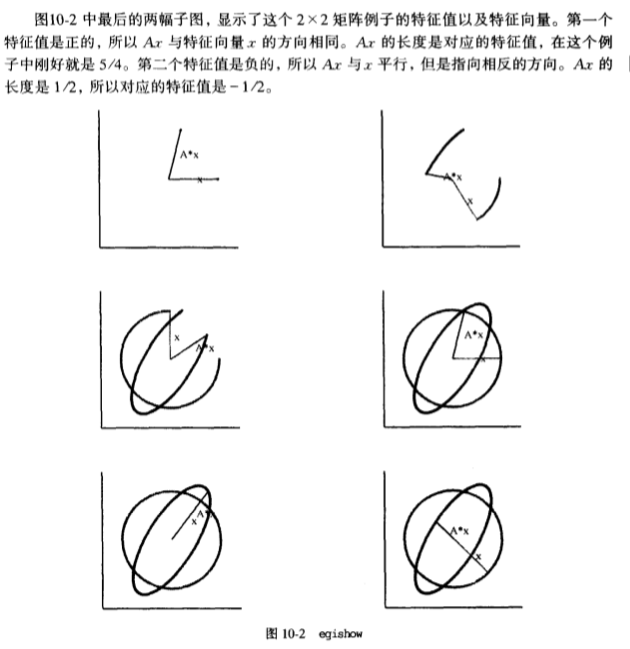 图10-2 中最后的两幅子图，显示了这个 2×2 矩阵例子的特征值以及特征向量。第一个
特征值是正的，所以 Ax 与特征向量 x 的方向相同。Ax 的长度是对应的特征值，在这个例
子中刚好就是 5/4。第二个特征值是负的，所以 Ax 与 x 平行，但是指向相反的方向。Ax 的
长度是 1/2，所以对应的特征值是－1/2。
A*x
x
A*x
x
x
A*x
A*x
x
x
A*
A*x
x
图 10-2 egishow